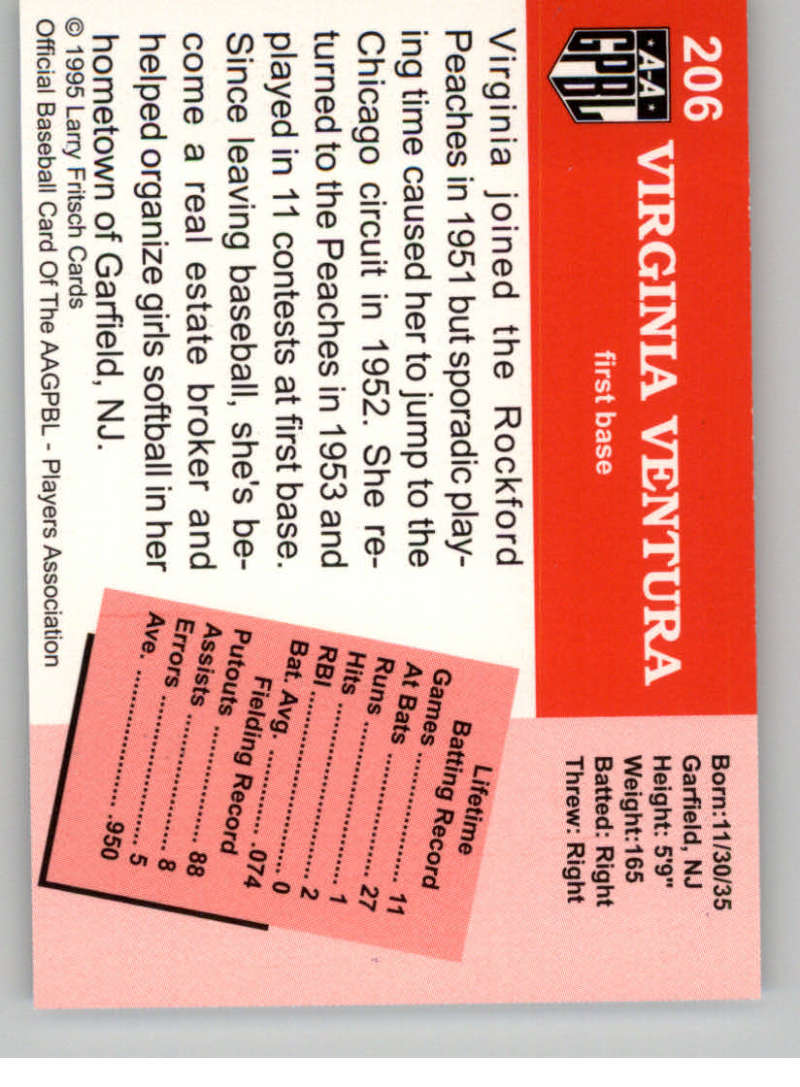 206
VIRGINIA VENTURA
first base
A-A
GPBL
Born:11/30/35
Garfield, NJ
Height: 5'9"
Weight:165
Batted: Right
Threw: Right
Virginia joined the Rockford
Peaches in 1951 but sporadic play-
ing time caused her to jump to the
Chicago circuit in 1952. She re-
turned to the Peaches in 1953 and
played in 11 contests at first base.
Since leaving baseball, she's be-
come a real estate broker and
helped organize girls softball in her
hometown of Garfield, NJ.
© 1995 Larry Fritsch Cards
Official Baseball Card Of The AAGPBL - Players Association
Lifetime
Batting Record
Games ........................ 11
At Bats ........................ 27
Runs ........................ 1
Hits ........................ 2
RBI ........................ 0
Bat. Avg. ................ .074
Fielding Record
Putouts ........................ 88
Assists ........................ 8
Errors ........................ 5
Ave. ........................ .950